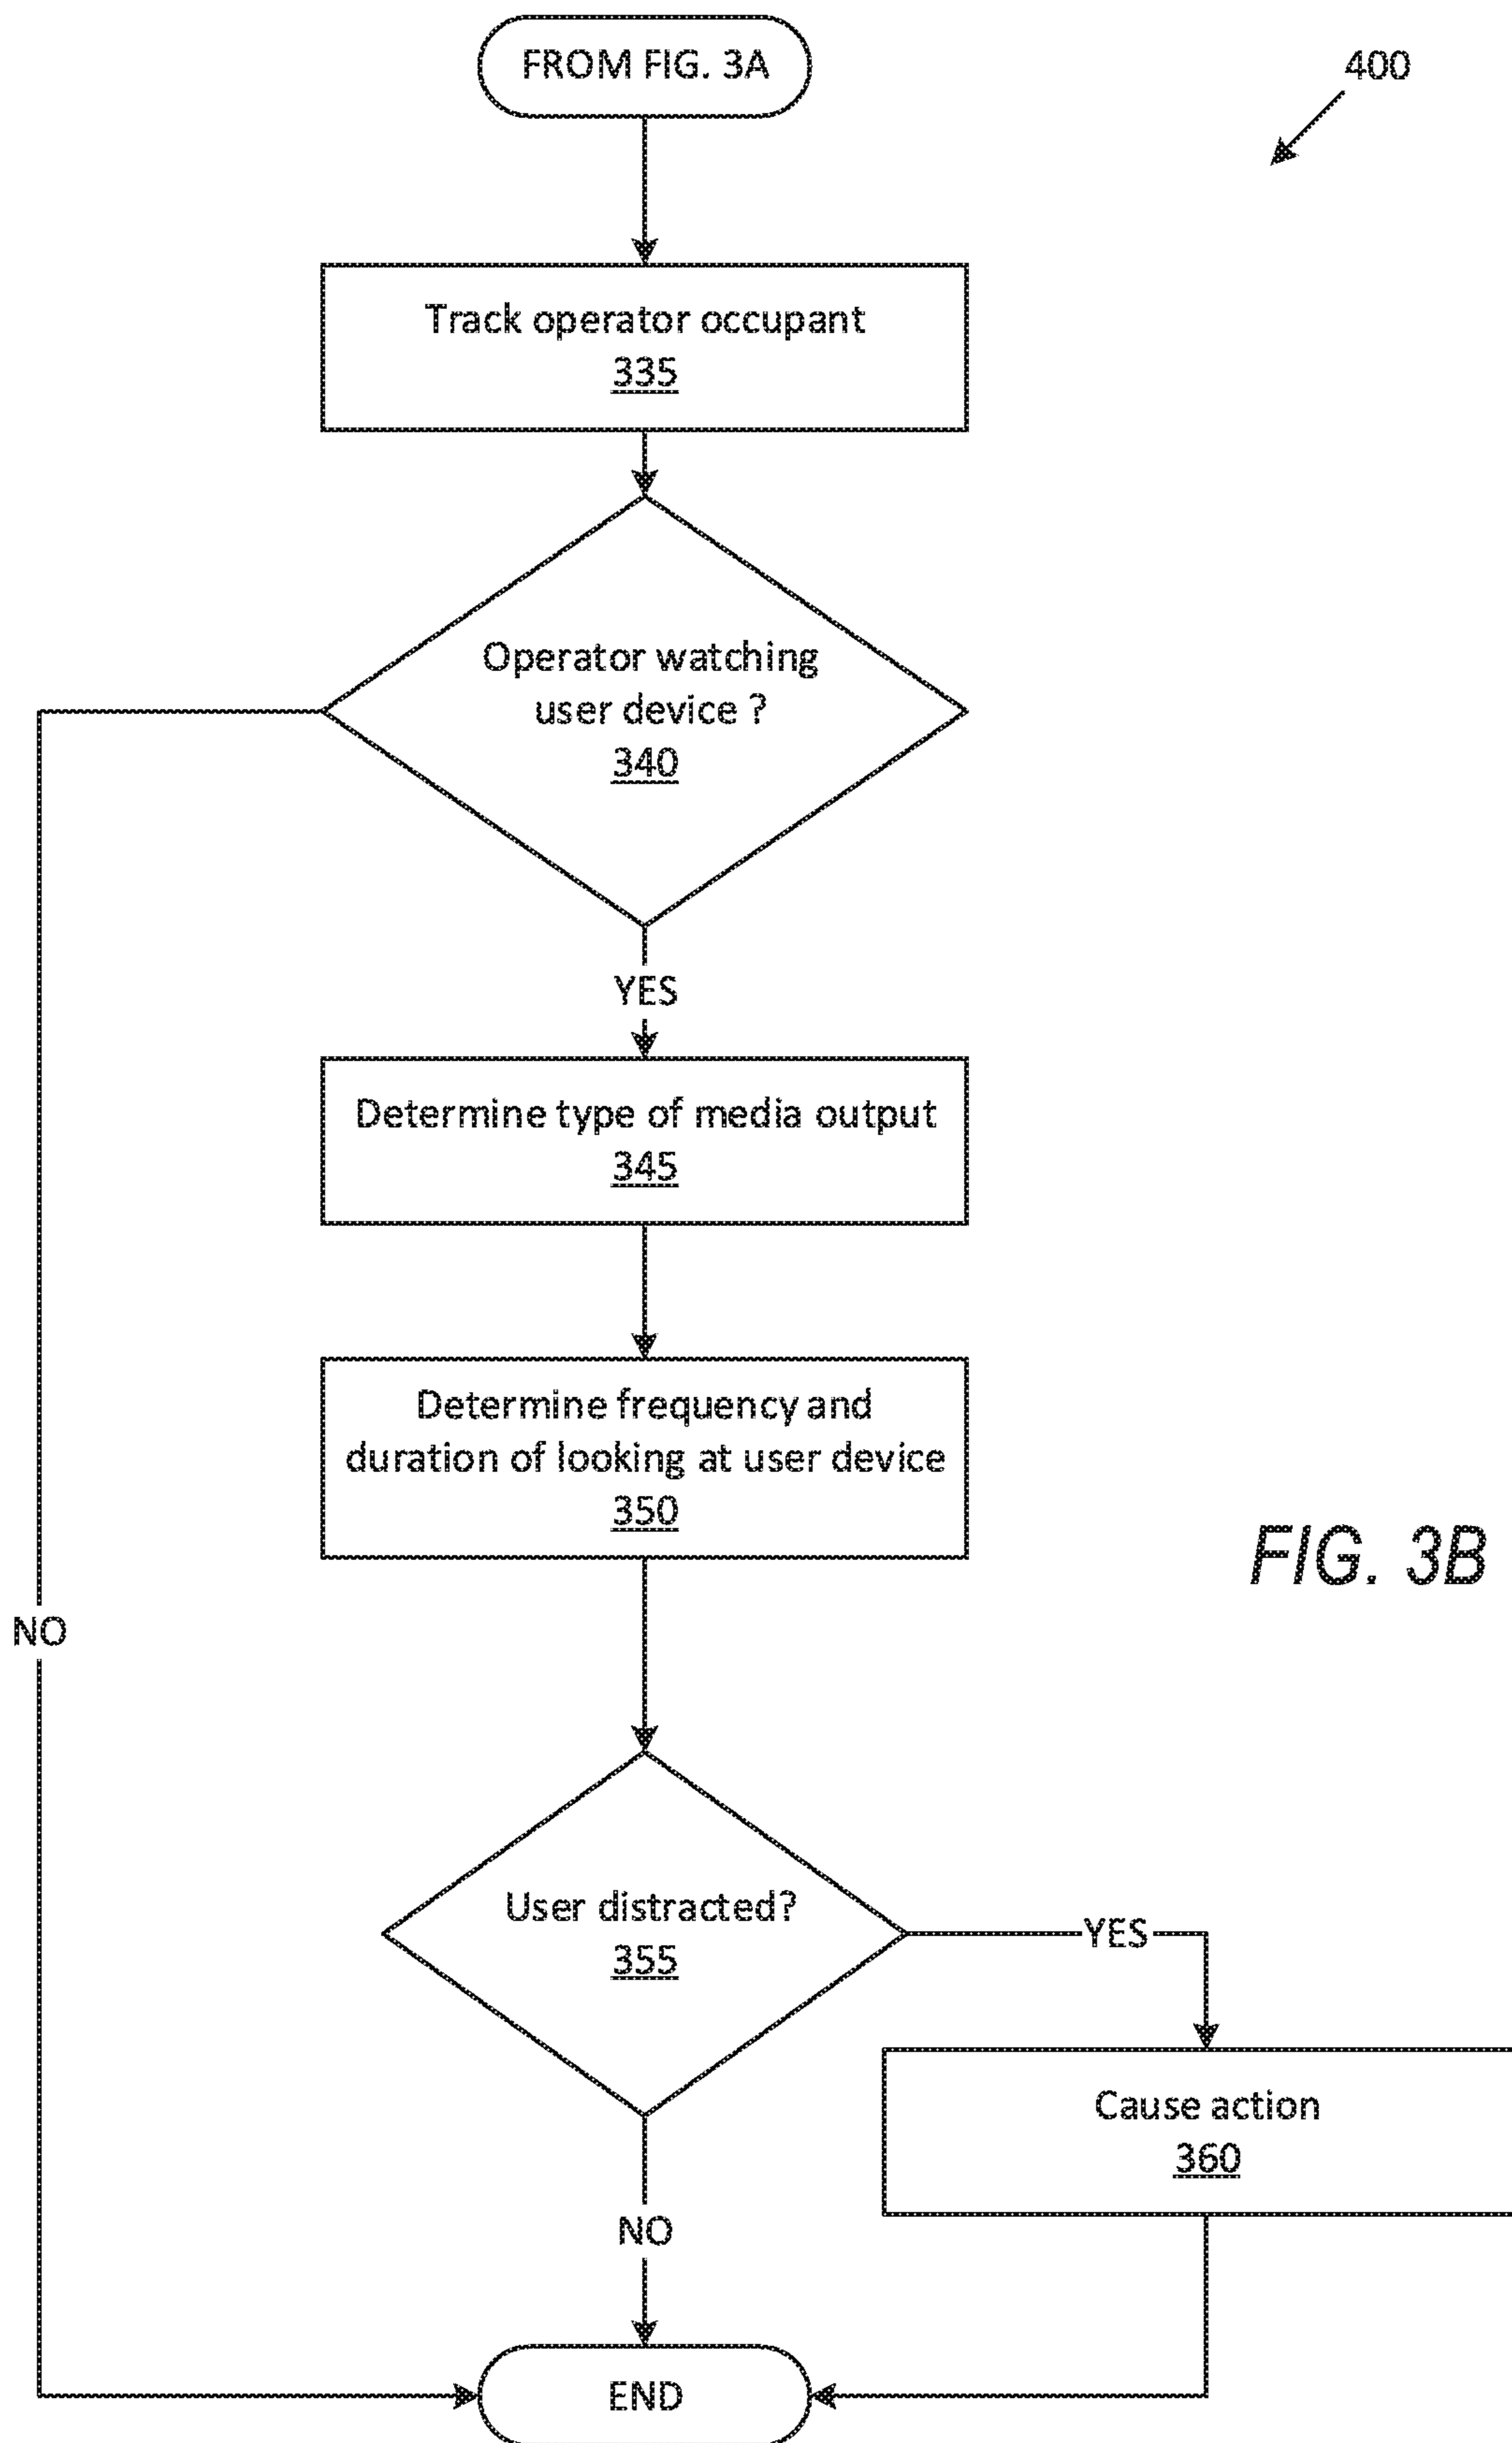 FROM FIG. 3A
400
Track operator occupant
335
Operator watching
user device ?
340
YES
Determine type of media output
345
Determine frequency and
duration of looking at user device
350
FIG. 3B
NO
User distracted?
355
YES
Cause action
360
NO
END